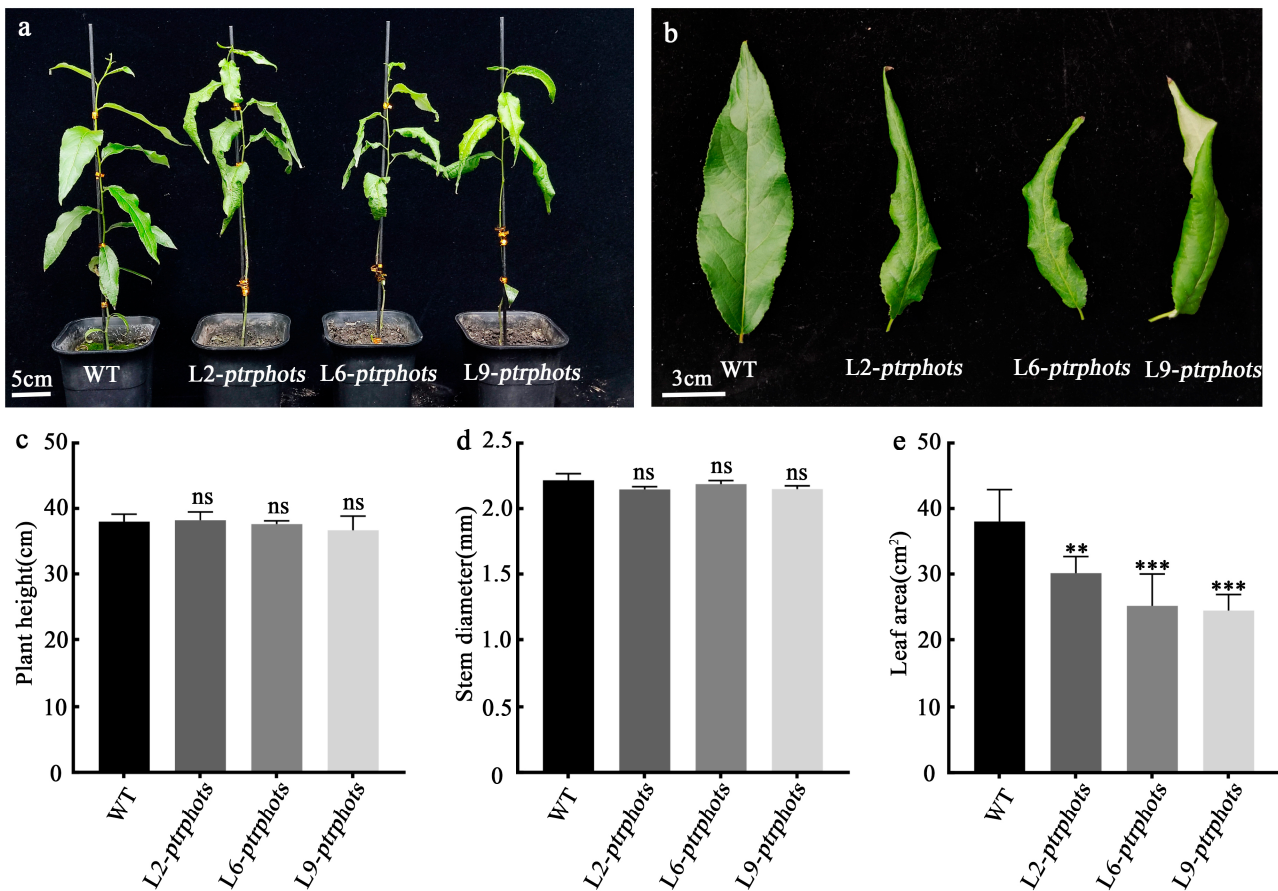 a
WT
L2-ptrphots
L6-ptrphots
L9-ptrphots
5cm
b
WT
L2-ptrphots
L6-ptrphots
L9-ptrphots
3cm
c
Plant height(cm)
50
40
30
20
10
0
ns
ns
ns
WT
L2-ptrphots
L6-ptrphots
L9-ptrphots
d
Stem diameter(mm)
2.5
2.0
1.5
1.0
0.5
0
ns
ns
ns
WT
L2-ptrphots
L6-ptrphots
L9-ptrphots
e
Leaf area(cm²)
50
40
30
20
10
0
**
***
***
WT
L2-ptrphots
L6-ptrphots
L9-ptrphots